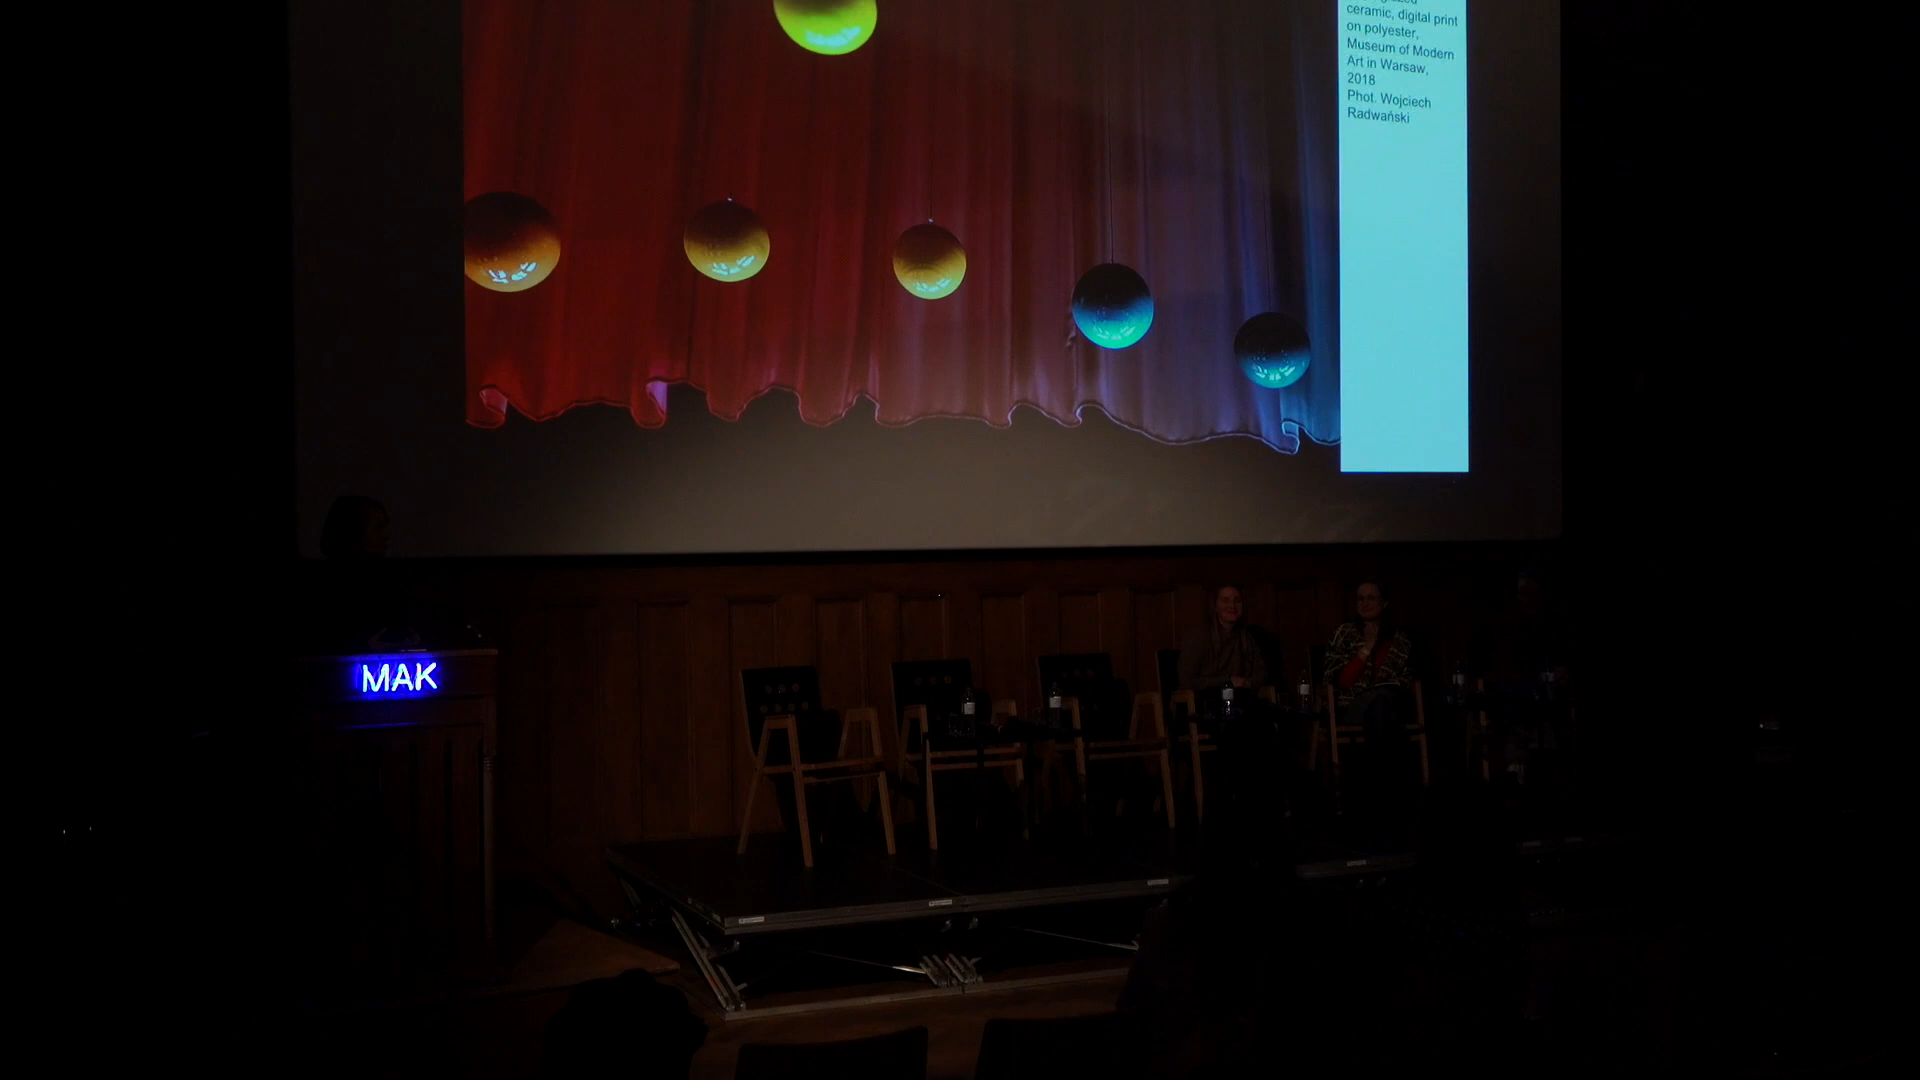 ceramic, digital print
on polyester,
Museum of Modern
Art in Warsaw,
2018
Phot. Wojciech
Radwański
MAK